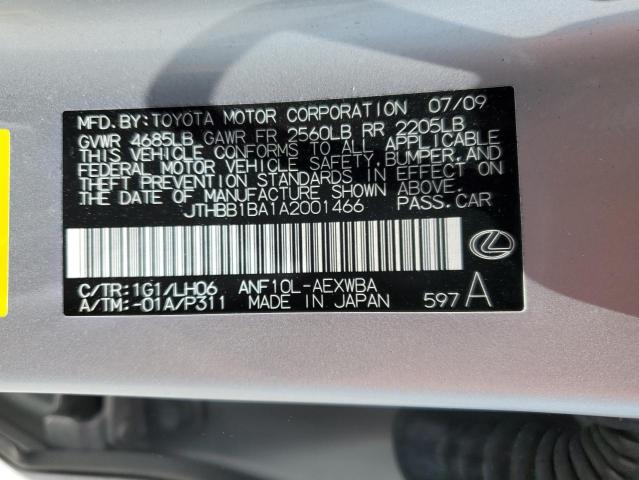 MFD. BY: TOYOTA MOTOR CORPORATION 07/09
GVWR 4685LB GAWR FR 2560LB RR 2205LB
THIS VEHICLE CONFORMS TO ALL APPLICABLE
FEDERAL MOTOR VEHICLE SAFETY, BUMPER, AND
THEFT PREVENTION STANDARDS IN EFFECT ON
THE DATE OF MANUFACTURE SHOWN ABOVE.
JTHBB1BA1A2001466 PASS. CAR
C/TR: 1G1/LH06 ANF10L-AEXWBA
A/TM: -01A/P311 MADE IN JAPAN 597 A